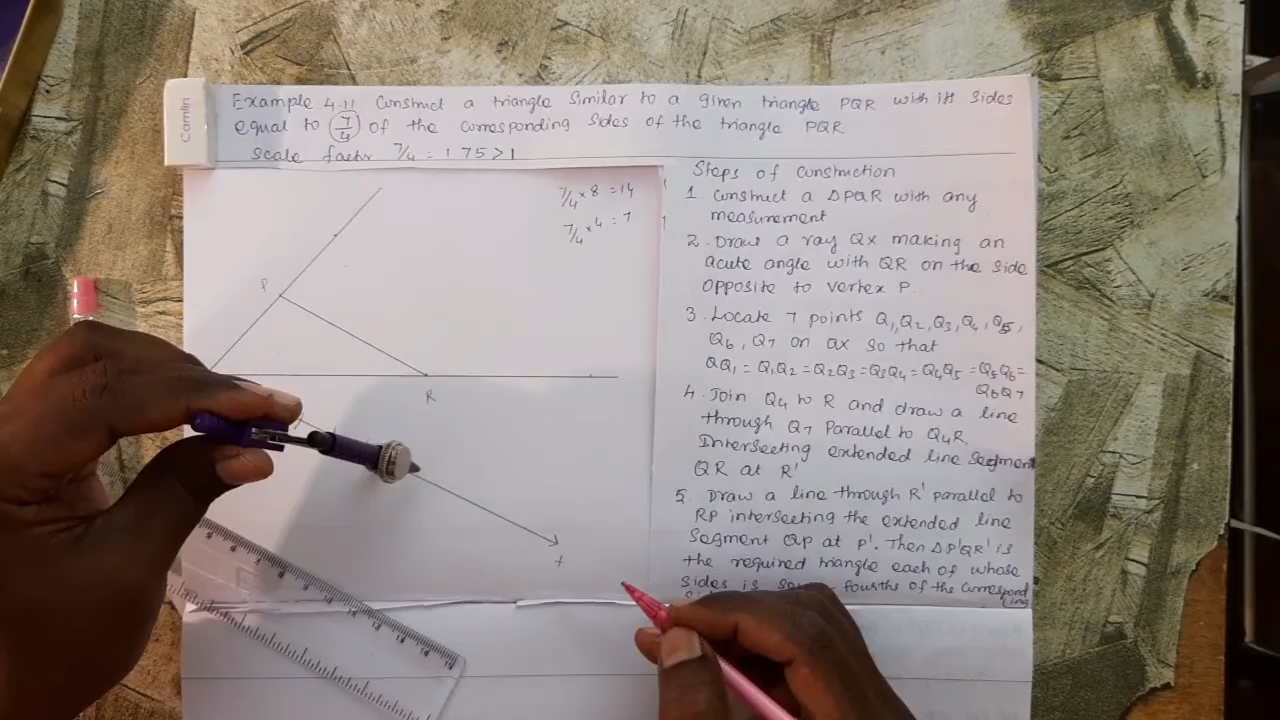 Camlin
Example 4.11 Construct a triangle similar to a given triangle PQR with its sides
equal to 7/4 of the corresponding sides of the triangle PQR
scale factor 7/4 = 1.75 > 1
7/4 × 8 = 14
7/4 × 4 = 7
P
R
x
Steps of construction
1 Construct a ΔPQR with any
measurement
2. Draw a ray Qx making an
acute angle with QR on the side
opposite to vertex P.
3. Locate 7 points Q1, Q2, Q3, Q4, Q5,
Q6, Q7 on Qx so that
QQ1 = Q1Q2 = Q2Q3 = Q3Q4 = Q4Q5 = Q5Q6 =
Q6Q7
4. Join Q4 to R and draw a line
through Q7 Parallel to Q4R.
Intersecting extended line segment
QR at R'
5. Draw a line through R' parallel to
RP intersecting the extended line
segment QP at P'. Then ΔP'QR' is
the required triangle each of whose
sides is fourths of the correspond
ing